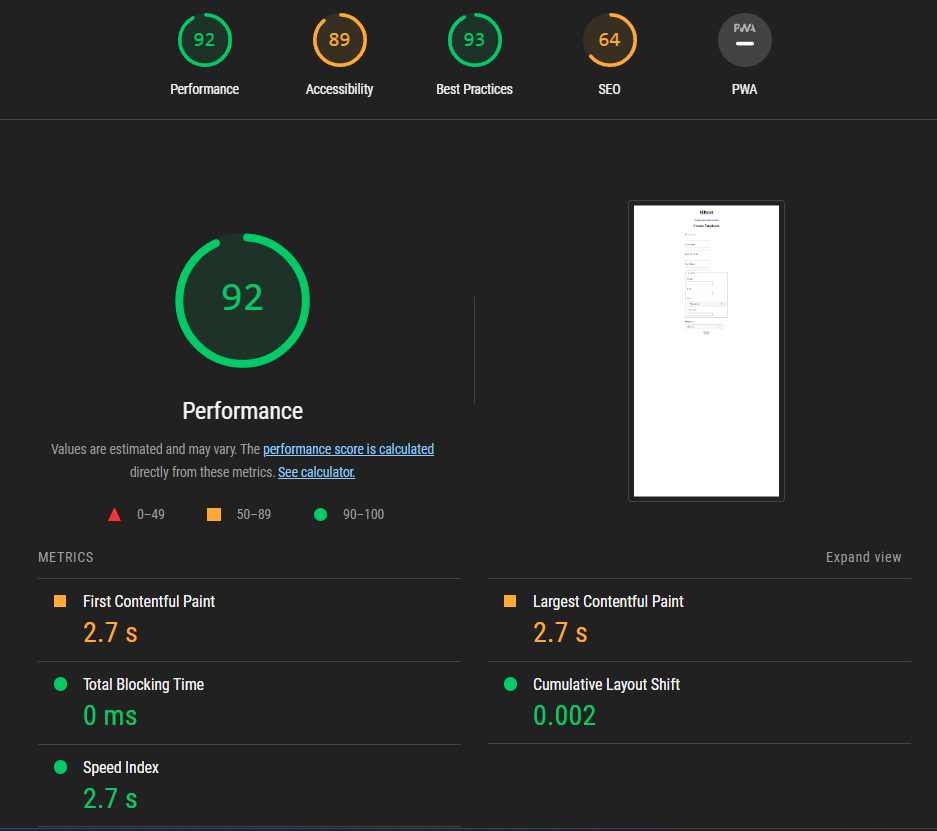 92
89
93
64
PWA
Performance
Accessibility
Best Practices
SEO
PWA
92
Performance
Values are estimated and may vary. The performance score is calculated
directly from these metrics. See calculator.
0–49
50–89
90–100
HRnet
Create Employee
METRICS
Expand view
First Contentful Paint
2.7 s
Largest Contentful Paint
2.7 s
Total Blocking Time
0 ms
Cumulative Layout Shift
0.002
Speed Index
2.7 s